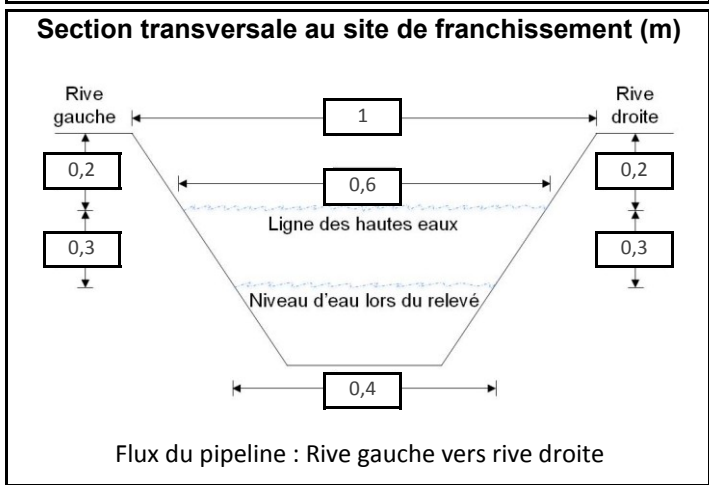 Section transversale au site de franchissement (m)
Rive
gauche
1
Rive
droite
0,2
0,6
0,2
Ligne des hautes eaux
0,3
0,3
Niveau d'eau lors du relevé
0,4
Flux du pipeline : Rive gauche vers rive droite